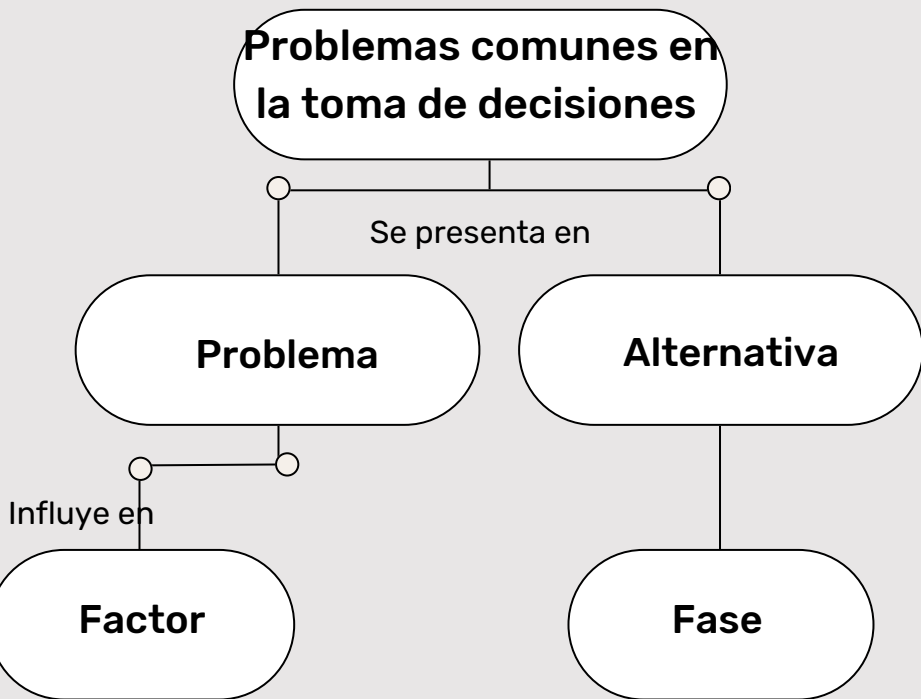 Problemas comunes en
la toma de decisiones
Se presenta en
Problema
Alternativa
Influye en
Factor
Fase